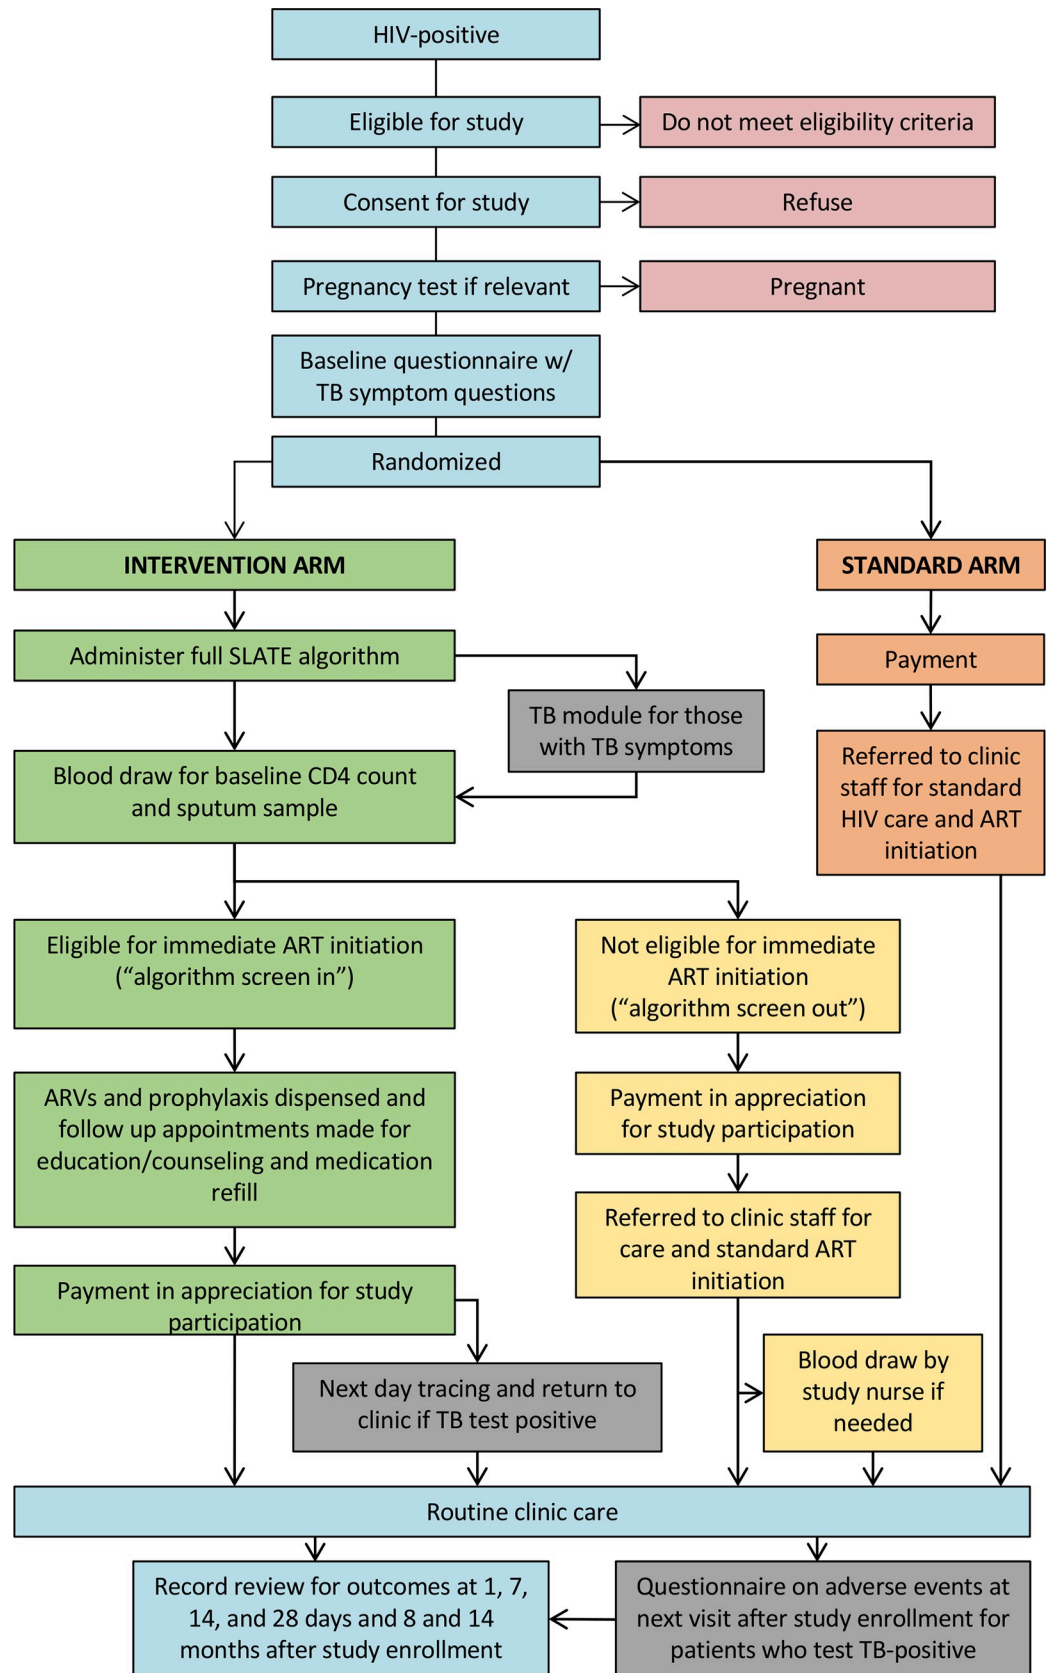 HIV-positive
Eligible for study
Do not meet eligibility criteria
Consent for study
Refuse
Pregnancy test if relevant
Pregnant
Baseline questionnaire w/
TB symptom questions
Randomized
INTERVENTION ARM
STANDARD ARM
Administer full SLATE algorithm
Payment
TB module for those
with TB symptoms
Blood draw for baseline CD4 count
and sputum sample
Referred to clinic
staff for standard
HIV care and ART
initiation
Eligible for immediate ART initiation
(“algorithm screen in”)
Not eligible for immediate
ART initiation
(“algorithm screen out”)
ARVs and prophylaxis dispensed and
follow up appointments made for
education/counseling and medication
refill
Payment in appreciation
for study participation
Referred to clinic staff for
care and standard ART
initiation
Payment in appreciation for study
participation
Next day tracing and return to
clinic if TB test positive
Blood draw by
study nurse if
needed
Routine clinic care
Record review for outcomes at 1, 7,
14, and 28 days and 8 and 14
months after study enrollment
Questionnaire on adverse events at
next visit after study enrollment for
patients who test TB-positive